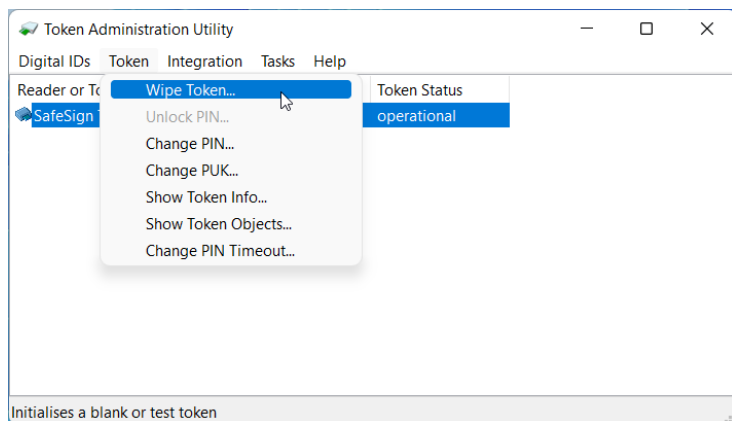 Token Administration Utility
Digital IDs Token Integration Tasks Help
Reader or To Token Status
SafeSign operational
Wipe Token...
Unlock PIN...
Change PIN...
Change PUK...
Show Token Info...
Show Token Objects...
Change PIN Timeout...
Initialises a blank or test token